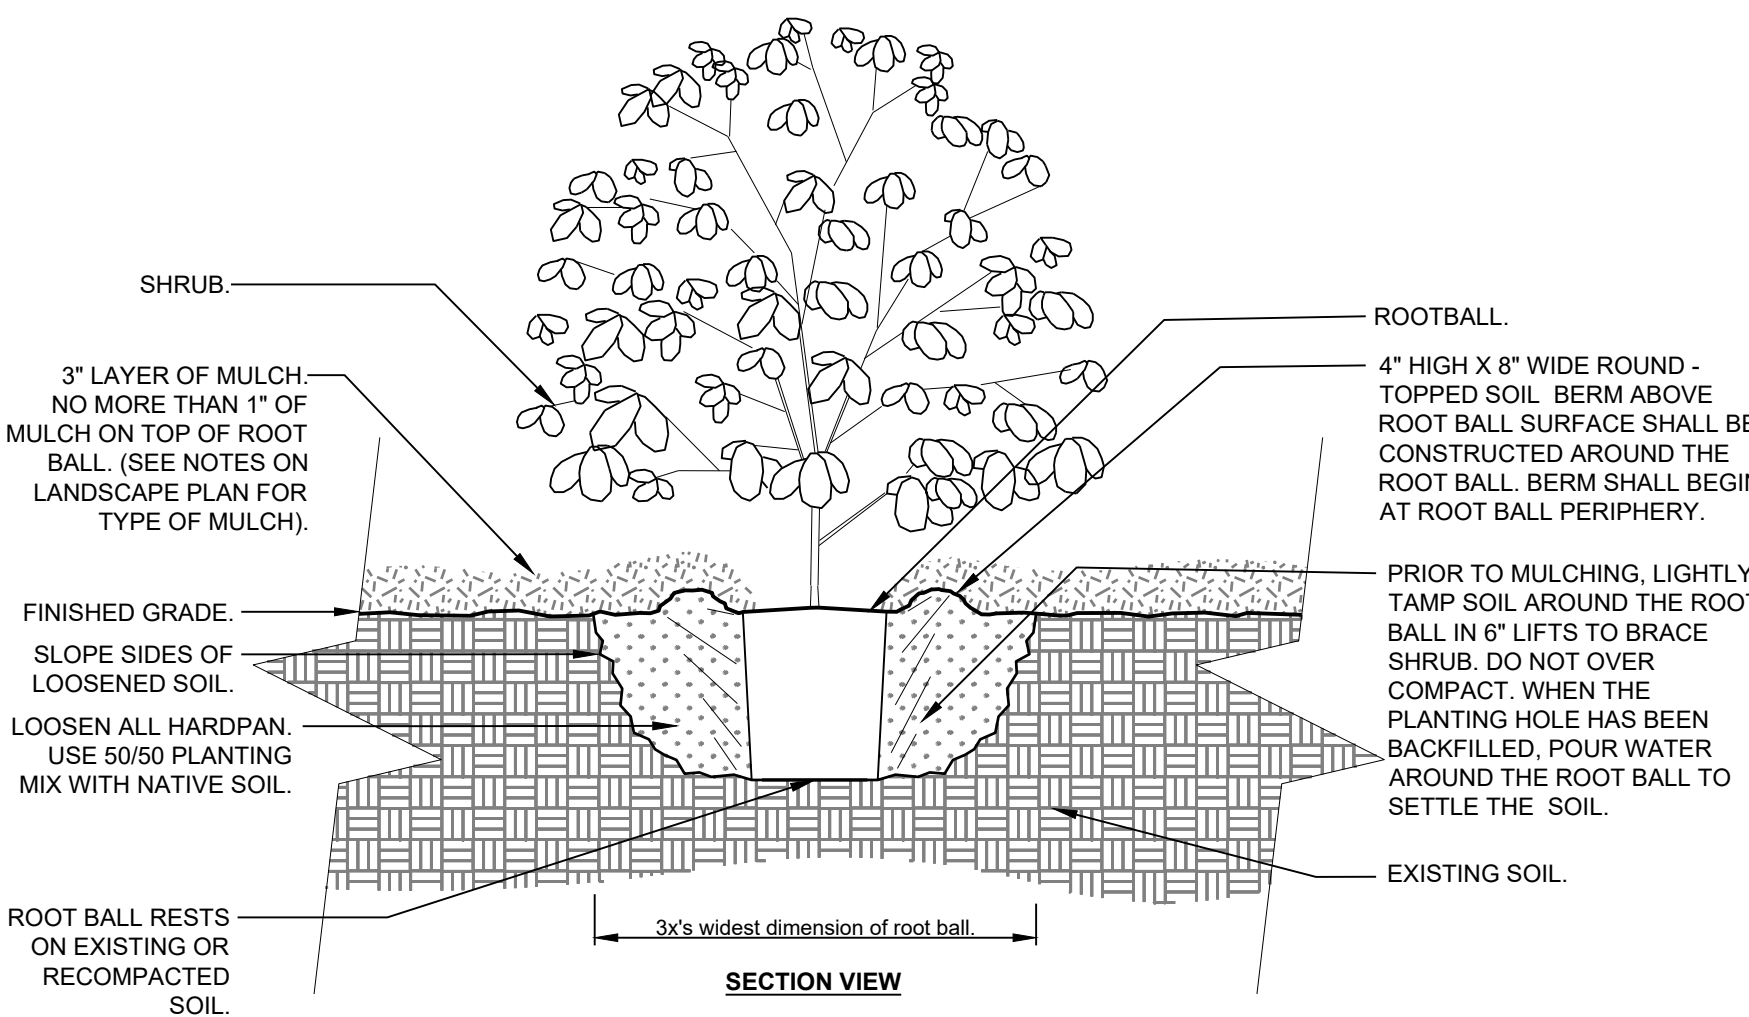 SHRUB.
3" LAYER OF MULCH.
NO MORE THAN 1" OF
MULCH ON TOP OF ROOT
BALL. (SEE NOTES ON
LANDSCAPE PLAN FOR
TYPE OF MULCH).
FINISHED GRADE.
SLOPE SIDES OF
LOOSENED SOIL.
LOOSEN ALL HARDPAN.
USE 50/50 PLANTING
MIX WITH NATIVE SOIL.
ROOT BALL RESTS
ON EXISTING OR
RECOMPACTED
SOIL.
ROOTBALL.
4" HIGH X 8" WIDE ROUND -
TOPPED SOIL BERM ABOVE
ROOT BALL SURFACE SHALL BE
CONSTRUCTED AROUND THE
ROOT BALL. BERM SHALL BEGIN
AT ROOT BALL PERIPHERY.
PRIOR TO MULCHING, LIGHTLY
TAMP SOIL AROUND THE ROOT
BALL IN 6" LIFTS TO BRACE
SHRUB. DO NOT OVER
COMPACT. WHEN THE
PLANTING HOLE HAS BEEN
BACKFILLED, POUR WATER
AROUND THE ROOT BALL TO
SETTLE THE SOIL.
EXISTING SOIL.
3x's widest dimension of root ball.
SECTION VIEW